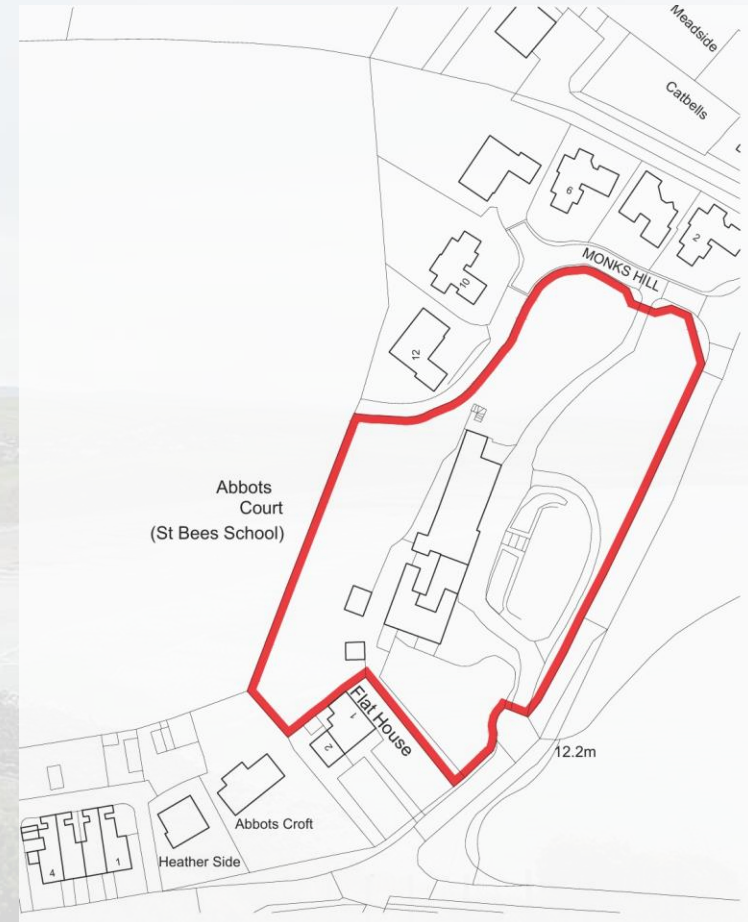 Meadside
Catbells
6
2
MONKS HILL
10
12
Abbots
Court
(St Bees School)
Flat House
1
2
12.2m
Abbots Croft
Heather Side
4
1